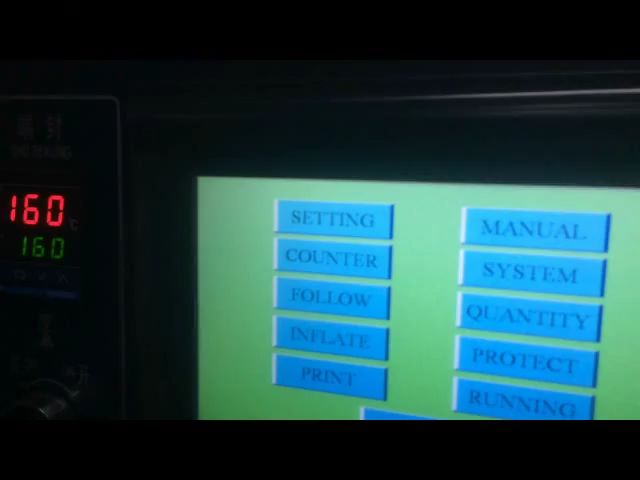 160
160
SETTING
COUNTER
FOLLOW
INFLATE
PRINT
MANUAL
SYSTEM
QUANTITY
PROTECT
RUNNING